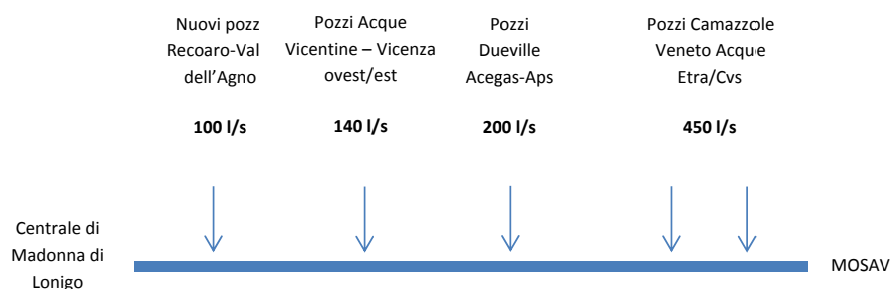 Nuovi pozz
Recoaro-Val
dell'Agno
100 l/s
Pozzi Acque
Vicentine – Vicenza
ovest/est
140 l/s
Pozzi
Dueville
Acegas-Aps
200 l/s
Pozzi Camazzole
Veneto Acque
Etra/Cvs
450 l/s
Centrale di
Madonna di
Lonigo
MOSAV